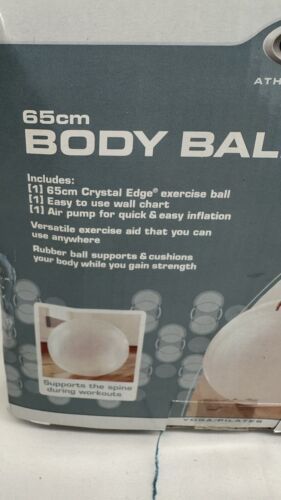 ATH
65cm
BODY BAL
Includes:
[1] 65cm Crystal Edge® exercise ball
[1] Easy to use wall chart
[1] Air pump for quick & easy inflation
Versatile exercise aid that you can
use anywhere
Rubber ball supports & cushions
your body while you gain strength
Supports the spine
during workouts
YOGA/PILATES